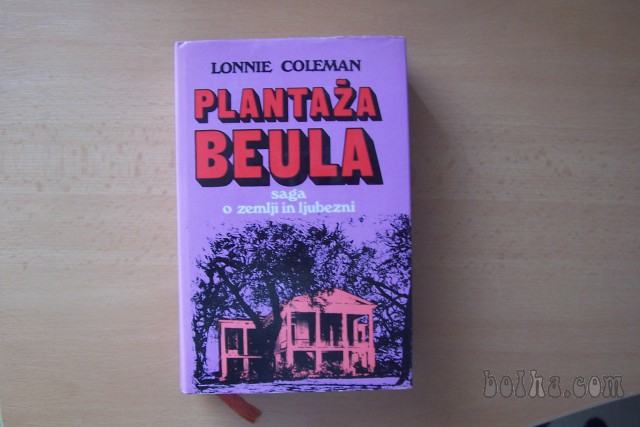 LONNIE COLEMAN
PLANTAŽA
BEULA
saga
o zemlji in ljubezni
bolha.com